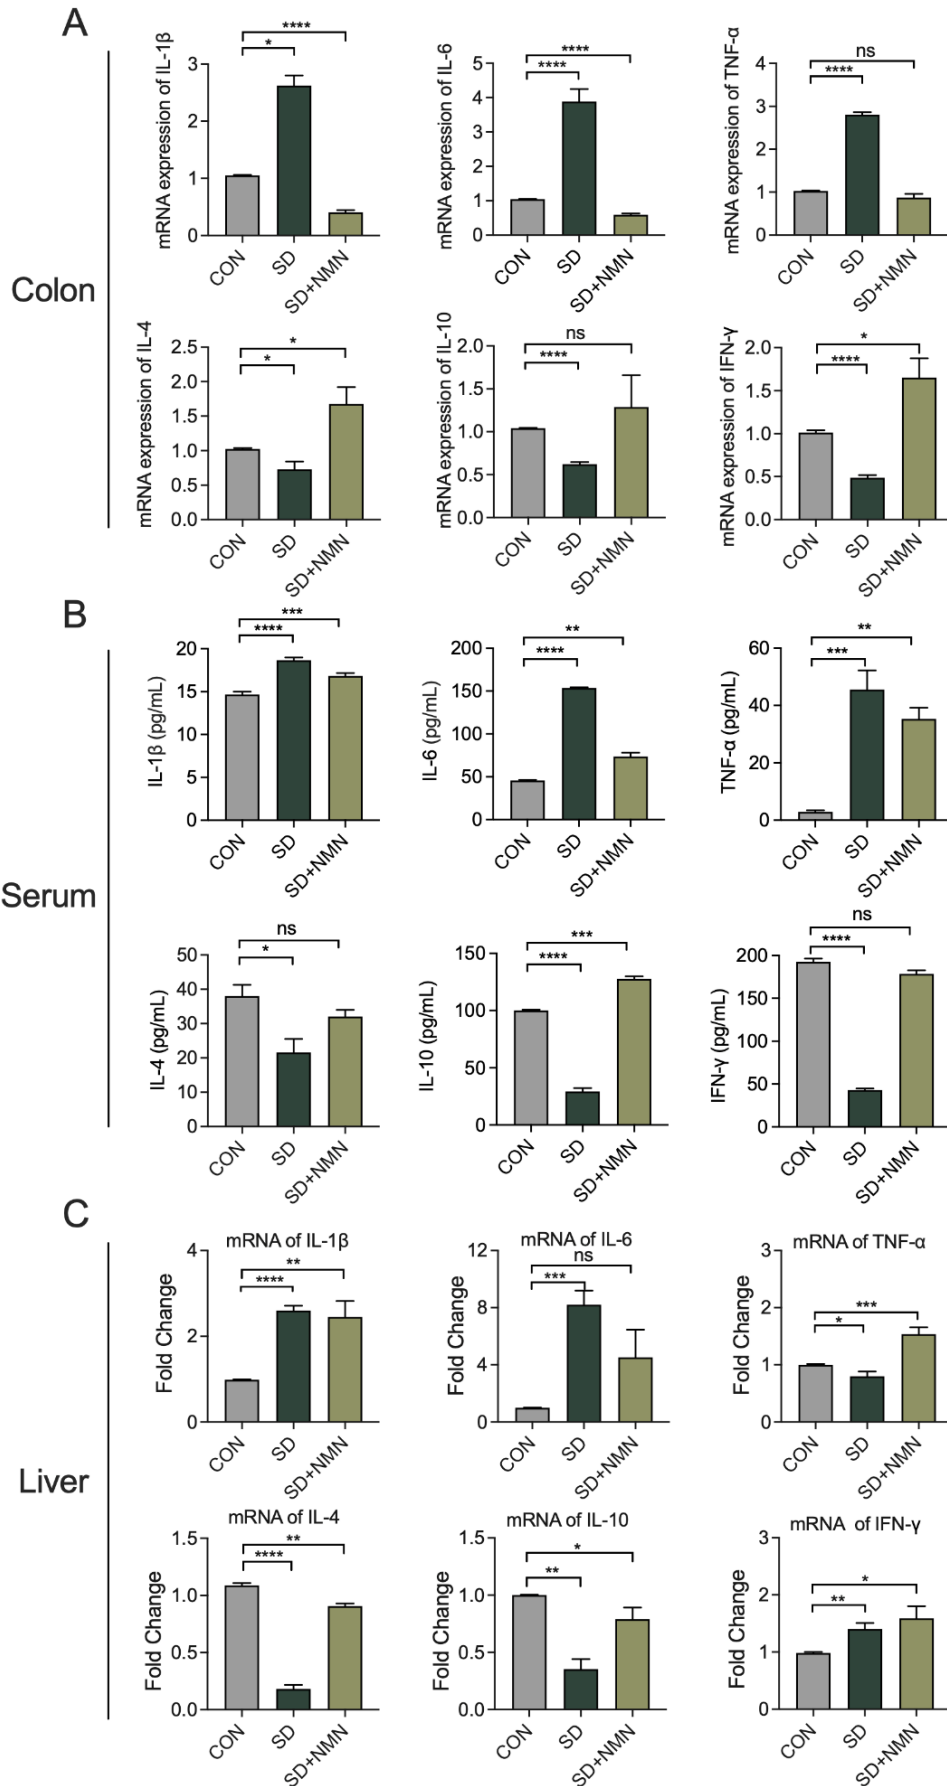 A
Colon
mRNA expression of IL-1β
****
*
3
2
1
0
CON
SD
SD+NMN
mRNA expression of IL-6
****
****
5
4
3
2
1
0
CON
SD
SD+NMN
mRNA expression of TNF-α
ns
****
4
3
2
1
0
CON
SD
SD+NMN
mRNA expression of IL-4
*
*
2.5
2.0
1.5
1.0
0.5
0.0
CON
SD
SD+NMN
mRNA expression of IL-10
ns
****
2.0
1.5
1.0
0.5
0.0
CON
SD
SD+NMN
mRNA expression of IFN-γ
*
****
2.0
1.5
1.0
0.5
0.0
CON
SD
SD+NMN
B
Serum
IL-1β (pg/mL)
***
****
20
15
10
5
0
CON
SD
SD+NMN
IL-6 (pg/mL)
**
****
200
150
100
50
0
CON
SD
SD+NMN
TNF-α (pg/mL)
**
***
60
40
20
0
CON
SD
SD+NMN
IL-4 (pg/mL)
ns
*
50
40
30
20
10
0
CON
SD
SD+NMN
IL-10 (pg/mL)
***
****
150
100
50
0
CON
SD
SD+NMN
IFN-γ (pg/mL)
ns
****
200
150
100
50
0
CON
SD
SD+NMN
C
Liver
mRNA of IL-1β
Fold Change
**
****
4
2
0
CON
SD
SD+NMN
mRNA of IL-6
Fold Change
ns
***
12
8
4
0
CON
SD
SD+NMN
mRNA of TNF-α
Fold Change
***
*
3
2
1
0
CON
SD
SD+NMN
mRNA of IL-4
Fold Change
**
****
1.5
1.0
0.5
0.0
CON
SD
SD+NMN
mRNA of IL-10
Fold Change
*
**
1.5
1.0
0.5
0.0
CON
SD
SD+NMN
mRNA of IFN-γ
Fold Change
*
**
3
2
1
0
CON
SD
SD+NMN